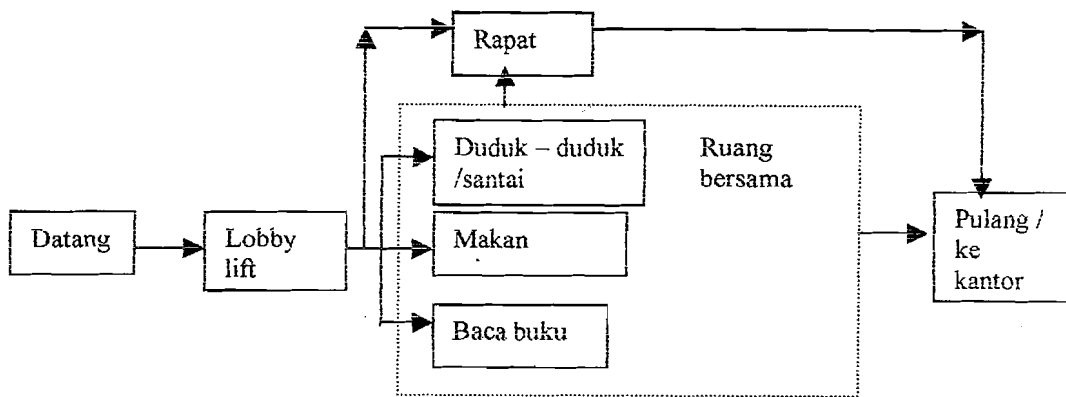 Rapat
Duduk – duduk
/santai
Ruang
bersama
Datang
Lobby
lift
Makan
Pulang /
ke
kantor
Baca buku